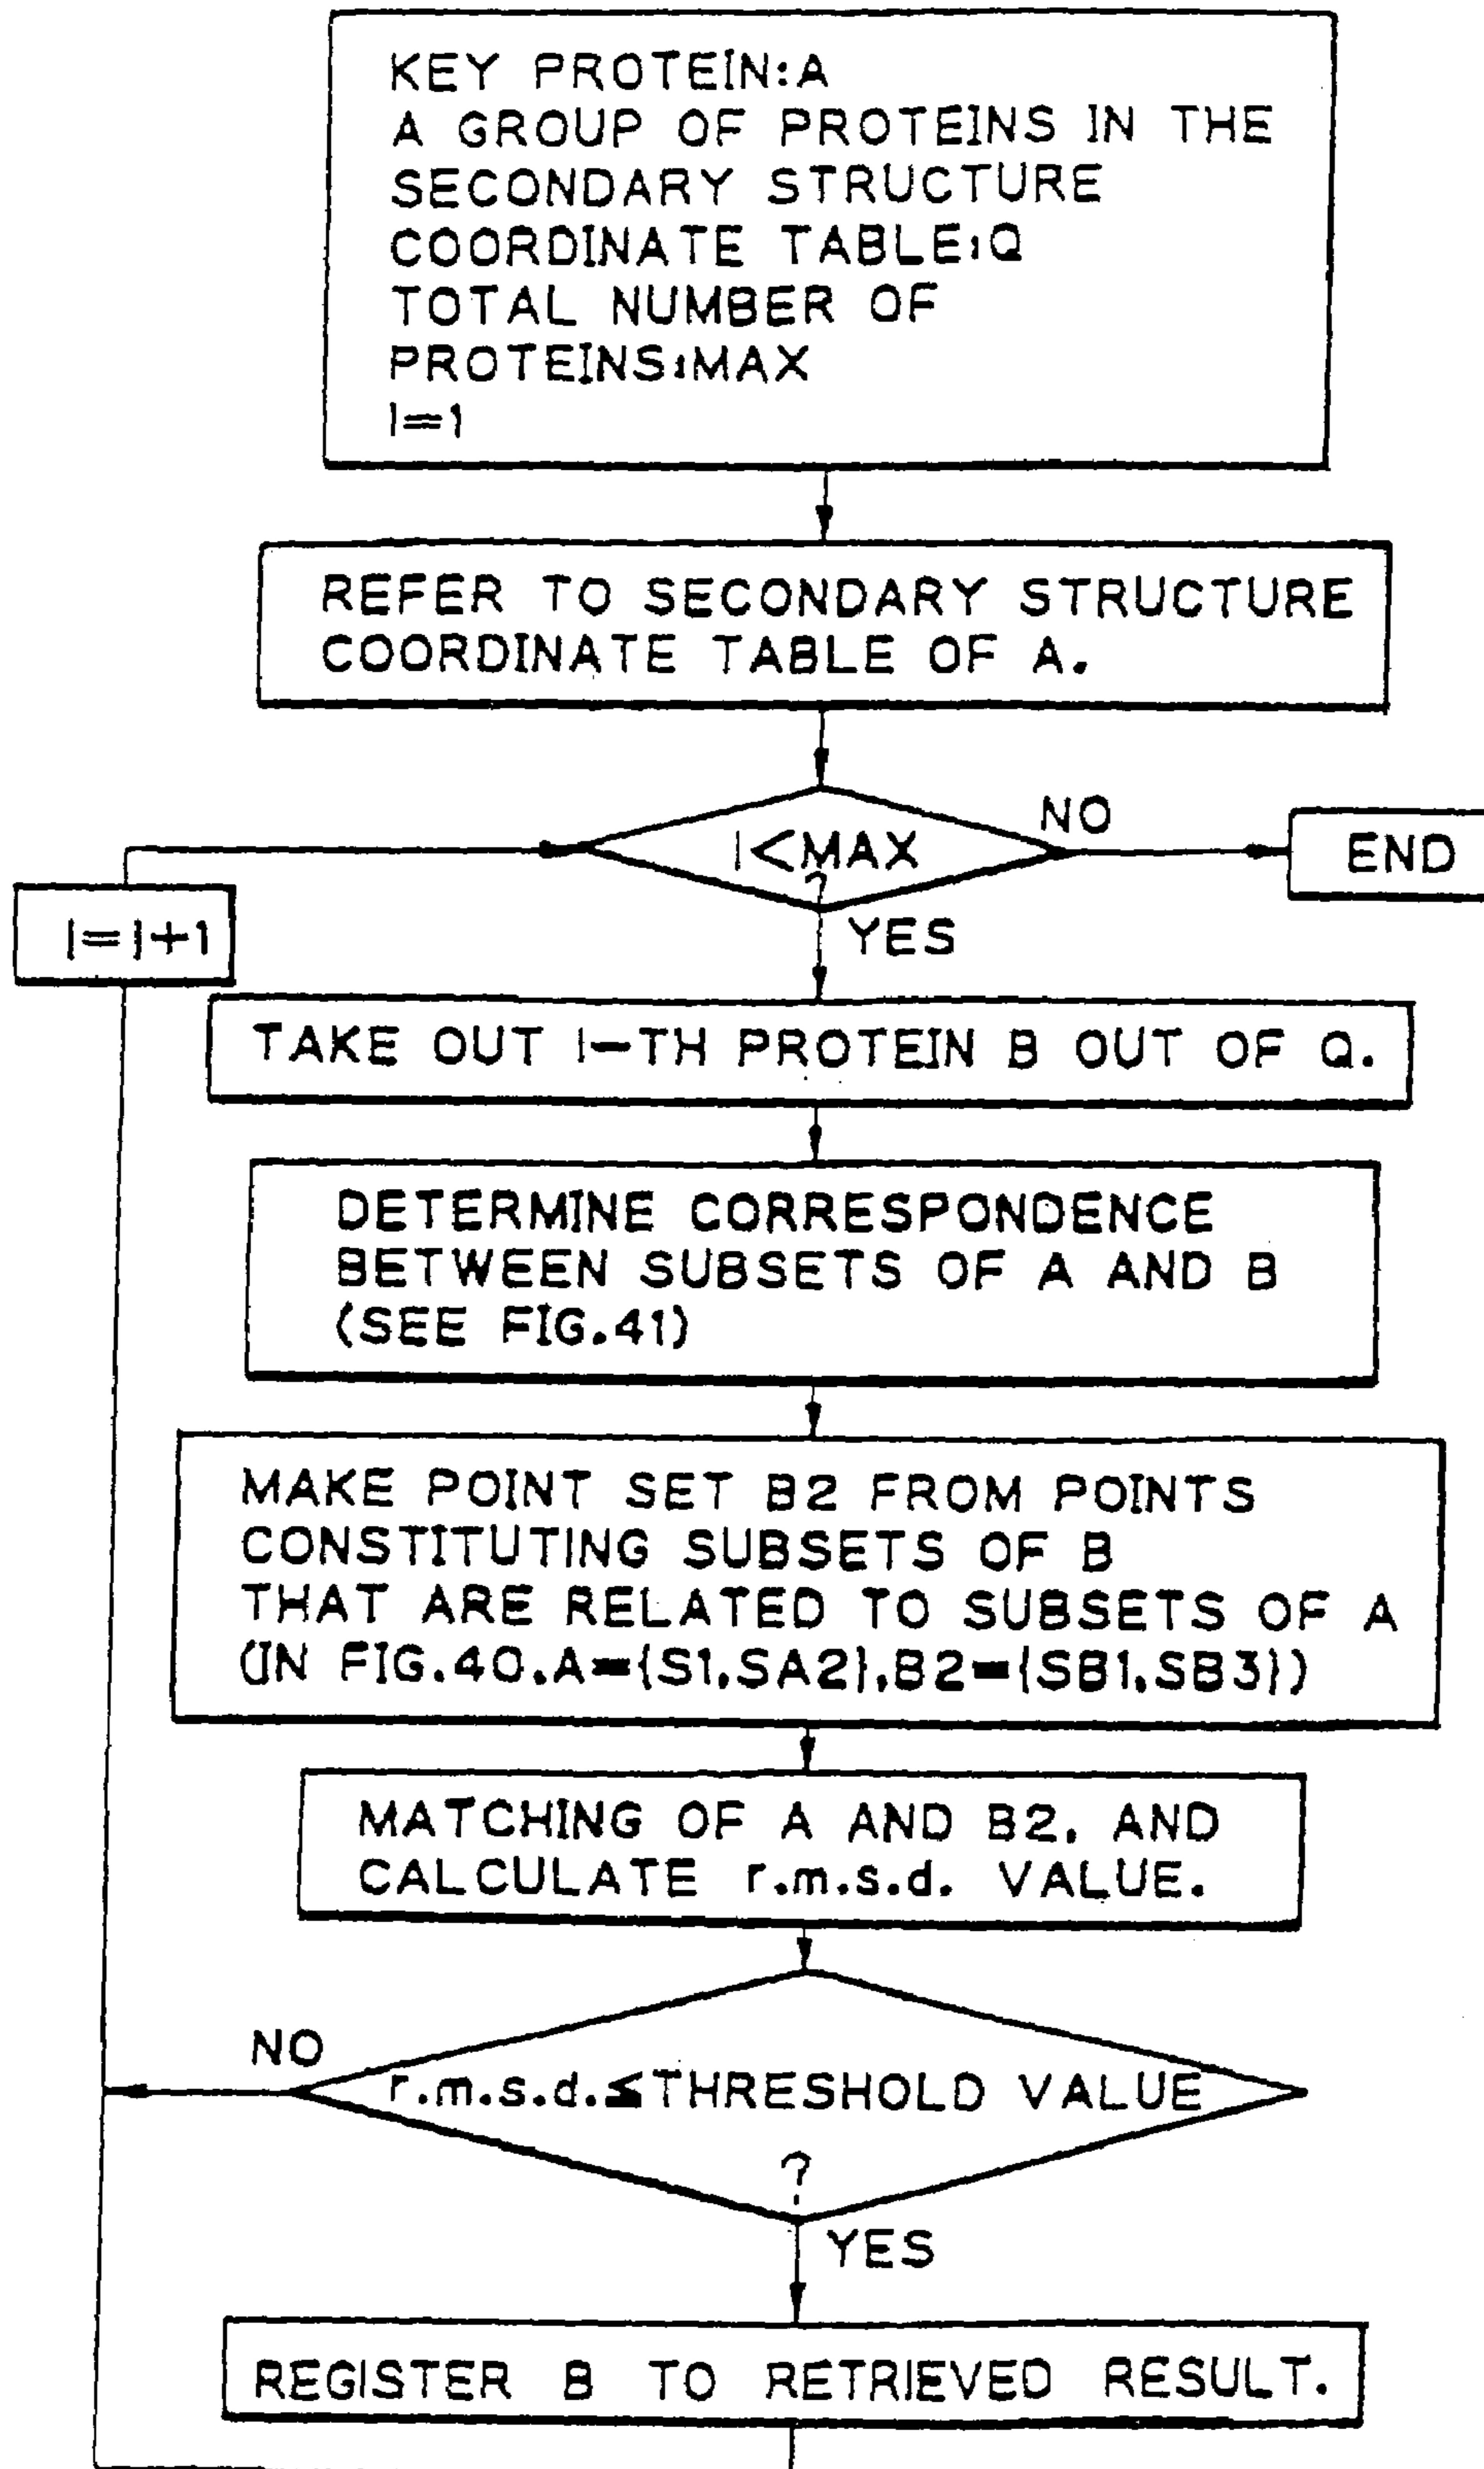 KEY PROTEIN:A
A GROUP OF PROTEINS IN THE
SECONDARY STRUCTURE
COORDINATE TABLE:Q
TOTAL NUMBER OF
PROTEINS:MAX
I=1
REFER TO SECONDARY STRUCTURE
COORDINATE TABLE OF A.
I<MAX
?
NO
END
YES
I=I+1
TAKE OUT I-TH PROTEIN B OUT OF Q.
DETERMINE CORRESPONDENCE
BETWEEN SUBSETS OF A AND B
(SEE FIG.41)
MAKE POINT SET B2 FROM POINTS
CONSTITUTING SUBSETS OF B
THAT ARE RELATED TO SUBSETS OF A
(IN FIG.40.A={S1,SA2},B2={SB1,SB3})
MATCHING OF A AND B2, AND
CALCULATE r.m.s.d. VALUE.
NO
r.m.s.d.≦THRESHOLD VALUE
?
YES
REGISTER B TO RETRIEVED RESULT.